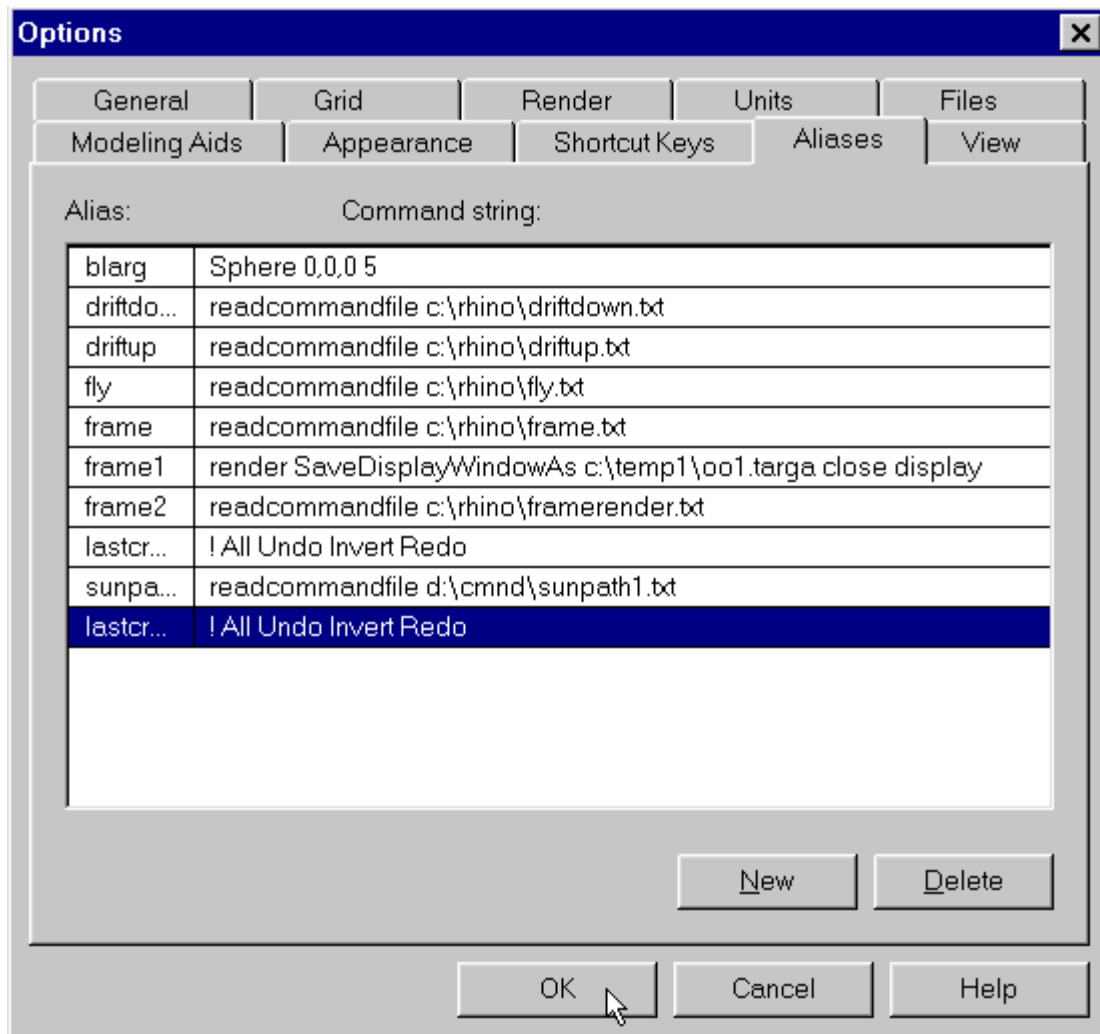 Options
General Grid Render Units Files
Modeling Aids Appearance Shortcut Keys Aliases View
Alias: Command string:
blarg Sphere 0,0,0 5
driftdo... readcommandfile c:\rhino\driftdown.txt
driftup readcommandfile c:\rhino\driftup.txt
fly readcommandfile c:\rhino\fly.txt
frame readcommandfile c:\rhino\frame.txt
frame1 render SaveDisplayWindowAs c:\temp1\oo1.targa close display
frame2 readcommandfile c:\rhino\framerender.txt
lastcr... ! All Undo Invert Redo
sunpa... readcommandfile d:\cmnd\sunpath1.txt
lastcr... ! All Undo Invert Redo
New Delete
OK Cancel Help